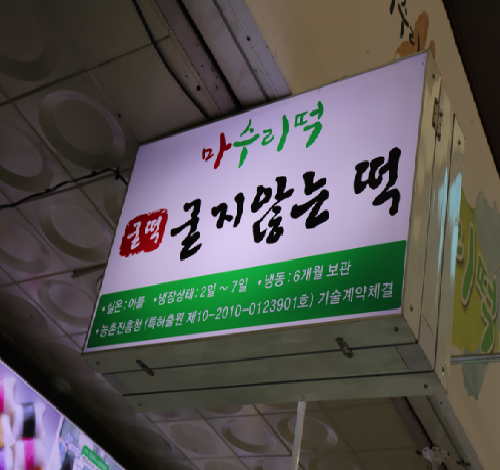 마수리떡
굳떡 굳지않는 떡
•실온:이틀 •냉장상태:2일~7일 •냉동:6개월 보관
•농촌진흥청 (특허출원 제10-2010-0123901호) 기술계약체결